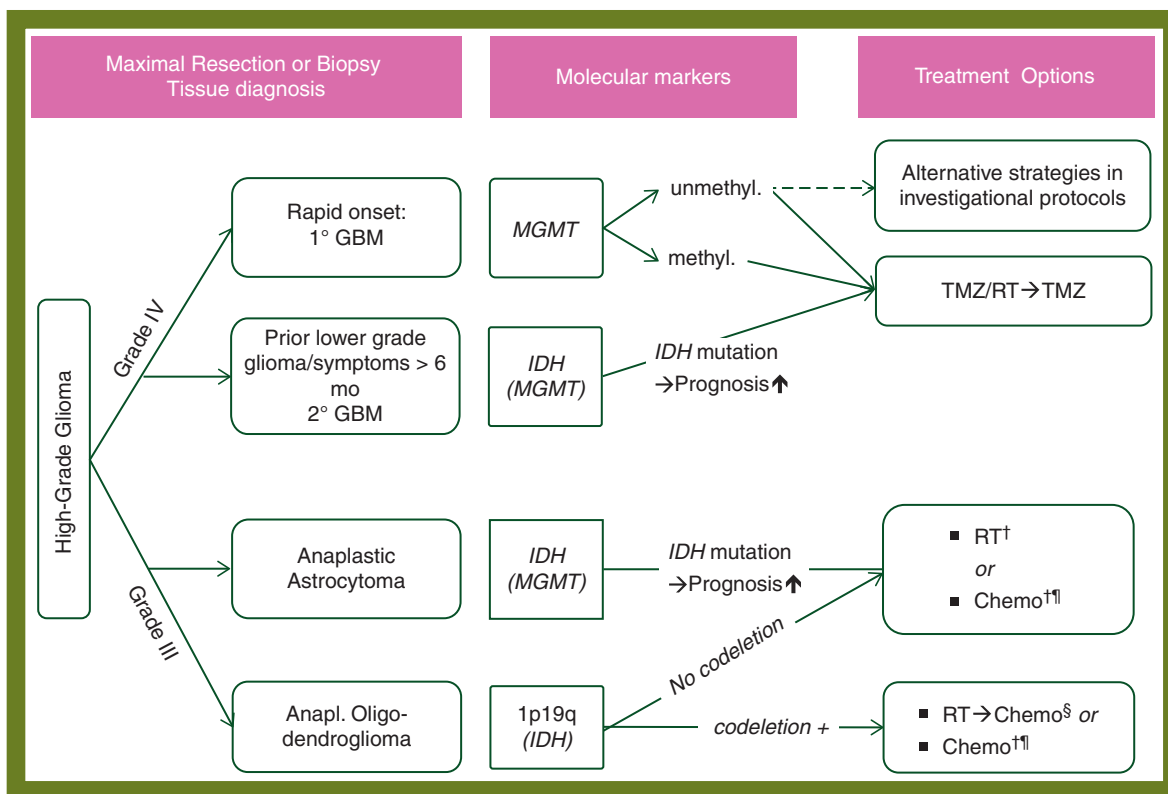 Maximal Resection or Biopsy
Tissue diagnosis
Molecular markers
Treatment Options
High-Grade Glioma
Grade IV
Grade III
Rapid onset:
1° GBM
MGMT
unmethyl.
methyl.
Alternative strategies in
investigational protocols
TMZ/RT→TMZ
Prior lower grade
glioma/symptoms > 6
mo
2° GBM
IDH
(MGMT)
IDH mutation
→Prognosis↑
Anaplastic
Astrocytoma
IDH
(MGMT)
IDH mutation
→Prognosis↑
■ RT†
or
■ Chemo†¶
No codeletion
Anapl. Oligo-
dendroglioma
1p19q
(IDH)
codeletion +
■ RT→Chemo§ or
■ Chemo†¶